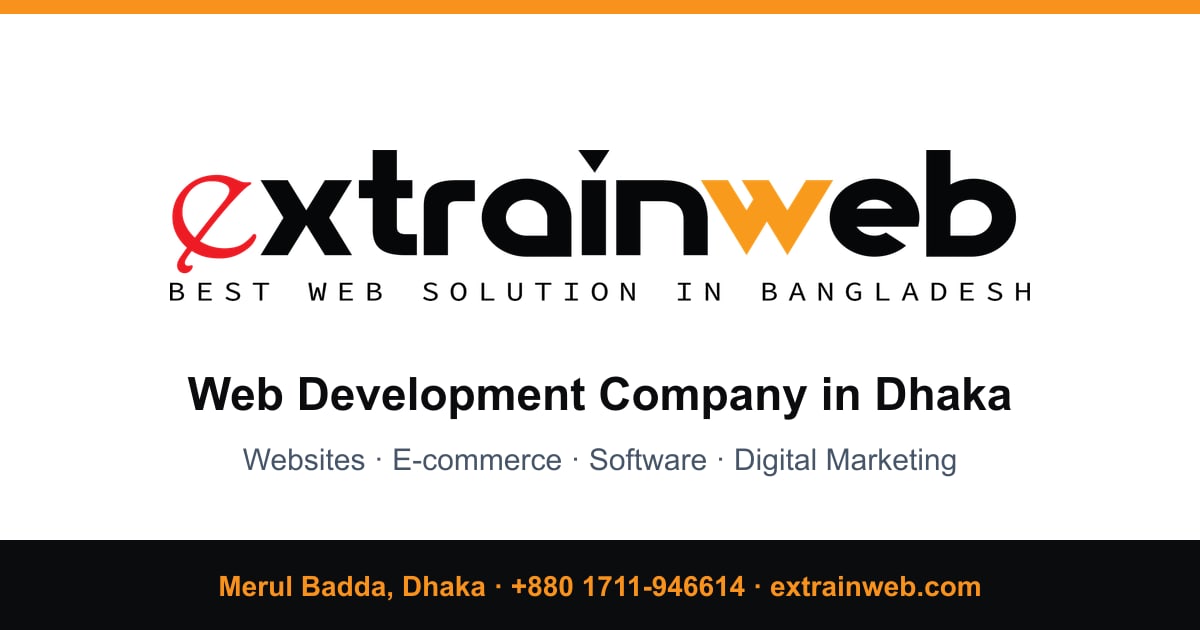 extrainweb
BEST WEB SOLUTION IN BANGLADESH
Web Development Company in Dhaka
Websites · E-commerce · Software · Digital Marketing
Merul Badda, Dhaka · +880 1711-946614 · extrainweb.com